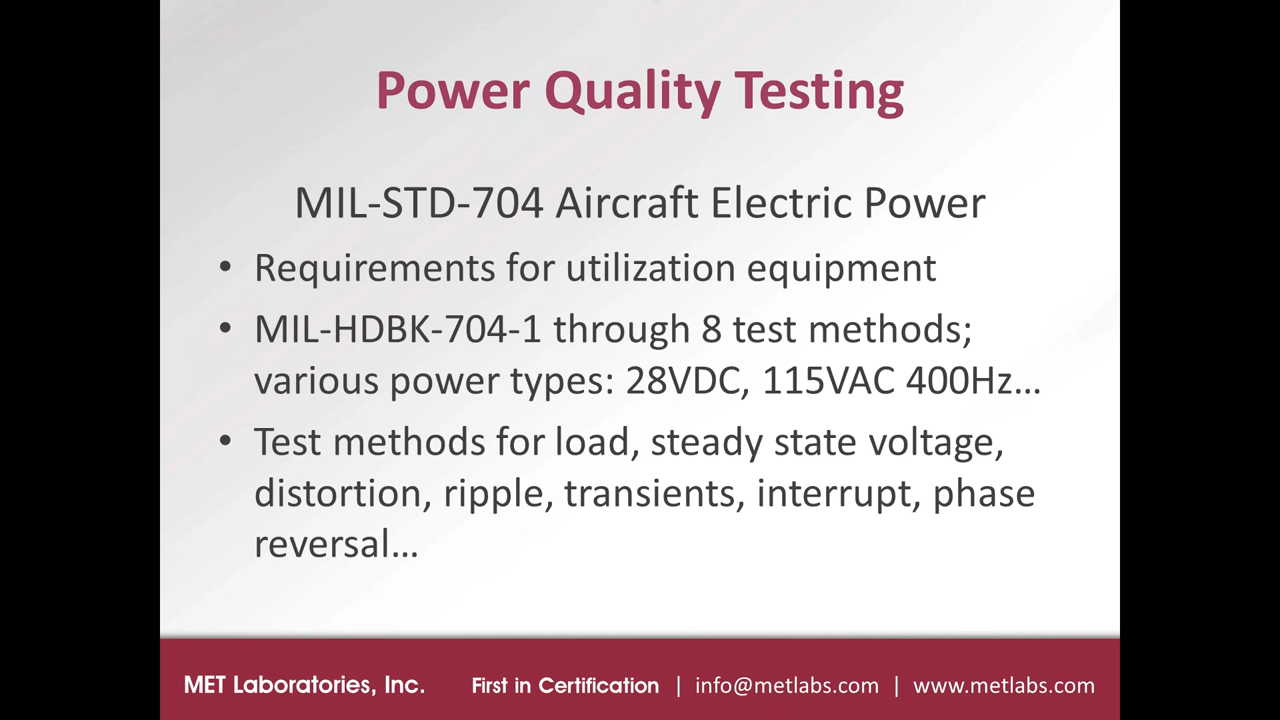 Power Quality Testing
MIL-STD-704 Aircraft Electric Power
• Requirements for utilization equipment
• MIL-HDBK-704-1 through 8 test methods;
various power types: 28VDC, 115VAC 400Hz…
• Test methods for load, steady state voltage,
distortion, ripple, transients, interrupt, phase
reversal…
MET Laboratories, Inc. First in Certification | info@metlabs.com | www.metlabs.com